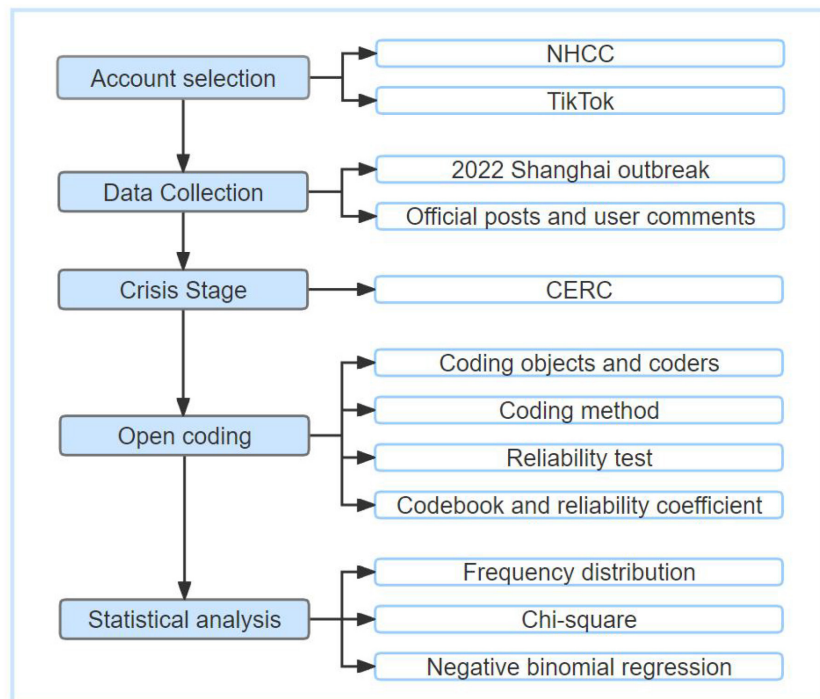 Account selection
NHCC
TikTok
Data Collection
2022 Shanghai outbreak
Official posts and user comments
Crisis Stage
CERC
Open coding
Coding objects and coders
Coding method
Reliability test
Codebook and reliability coefficient
Statistical analysis
Frequency distribution
Chi-square
Negative binomial regression